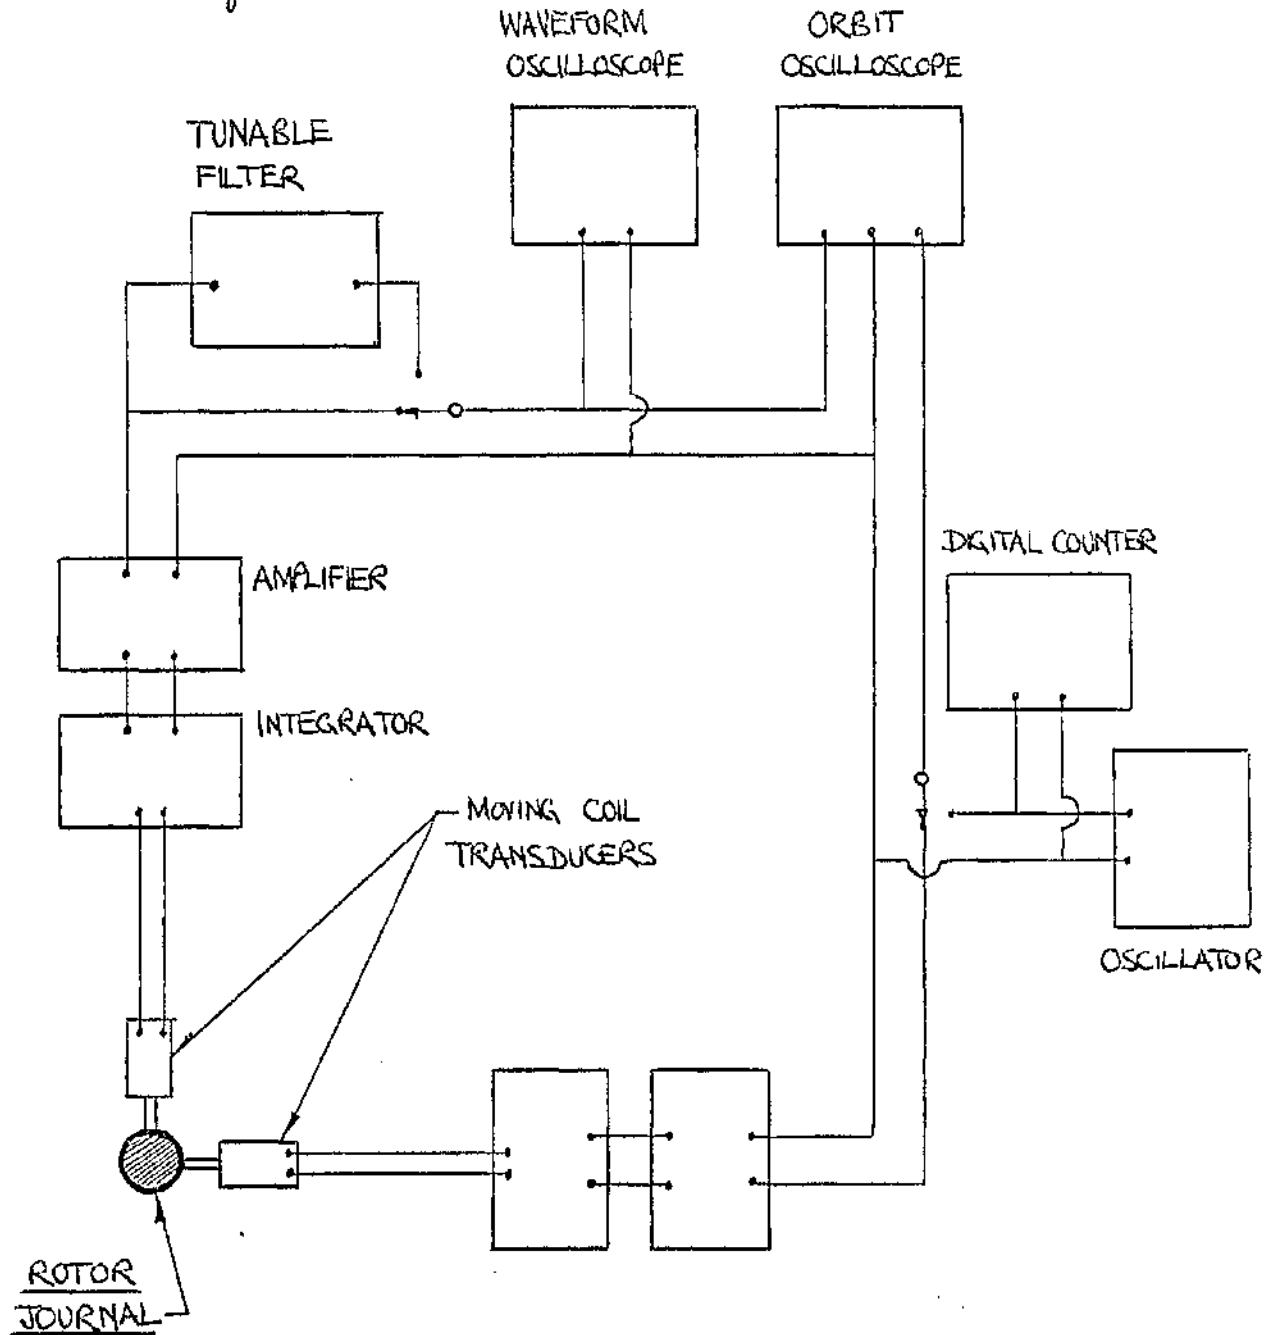 WAVEFORM
OSCILLOSCOPE
ORBIT
OSCILLOSCOPE
TUNABLE
FILTER
DIGITAL COUNTER
AMPLIFIER
INTEGRATOR
MOVING COIL
TRANSDUCERS
OSCILLATOR
ROTOR
JOURNAL